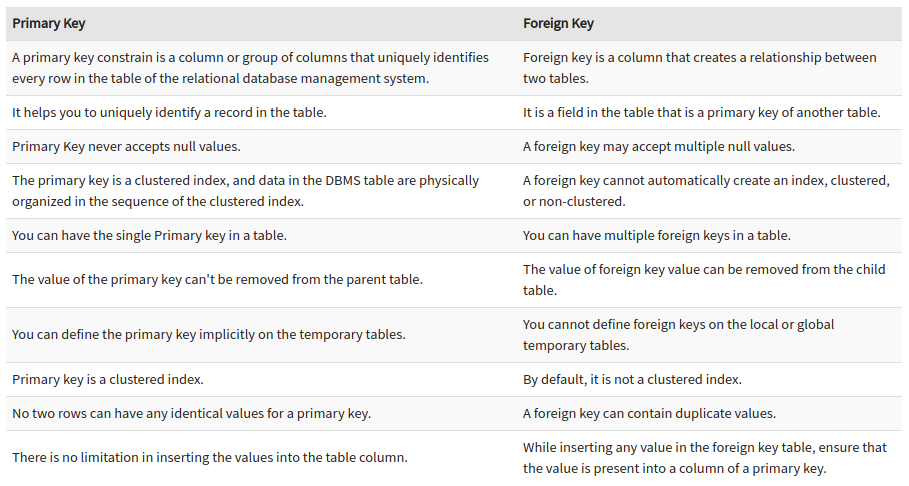 Primary Key
Foreign Key
A primary key constrain is a column or group of columns that uniquely identifies
every row in the table of the relational database management system.
Foreign key is a column that creates a relationship between
two tables.
It helps you to uniquely identify a record in the table.
It is a field in the table that is a primary key of another table.
Primary Key never accepts null values.
A foreign key may accept multiple null values.
The primary key is a clustered index, and data in the DBMS table are physically
organized in the sequence of the clustered index.
A foreign key cannot automatically create an index, clustered,
or non-clustered.
You can have the single Primary key in a table.
You can have multiple foreign keys in a table.
The value of the primary key can't be removed from the parent table.
The value of foreign key value can be removed from the child
table.
You can define the primary key implicitly on the temporary tables.
You cannot define foreign keys on the local or global
temporary tables.
Primary key is a clustered index.
By default, it is not a clustered index.
No two rows can have any identical values for a primary key.
A foreign key can contain duplicate values.
There is no limitation in inserting the values into the table column.
While inserting any value in the foreign key table, ensure that
the value is present into a column of a primary key.